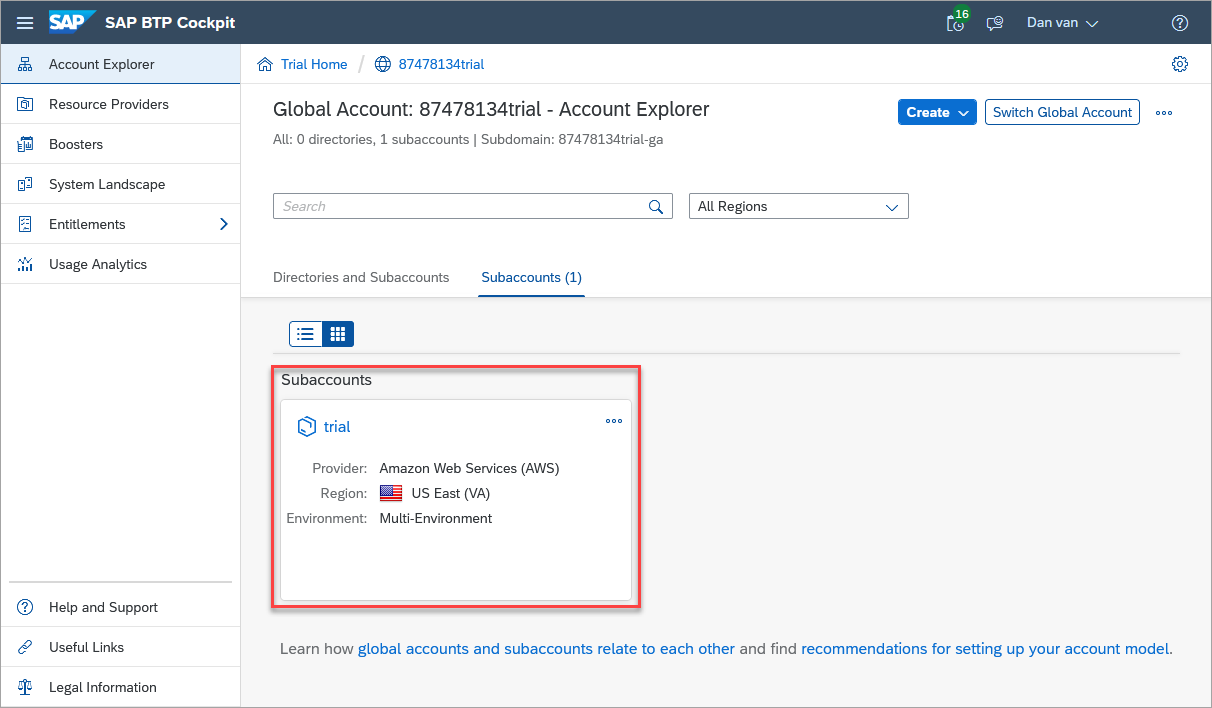 SAP SAP BTP Cockpit
16
Dan van
Account Explorer
Resource Providers
Boosters
System Landscape
Entitlements
Usage Analytics
Help and Support
Useful Links
Legal Information
Trial Home / 87478134trial
Global Account: 87478134trial - Account Explorer
Create
Switch Global Account
All: 0 directories, 1 subaccounts | Subdomain: 87478134trial-ga
Search
All Regions
Directories and Subaccounts
Subaccounts (1)
Subaccounts
trial
Provider: Amazon Web Services (AWS)
Region: US East (VA)
Environment: Multi-Environment
Learn how global accounts and subaccounts relate to each other and find recommendations for setting up your account model.